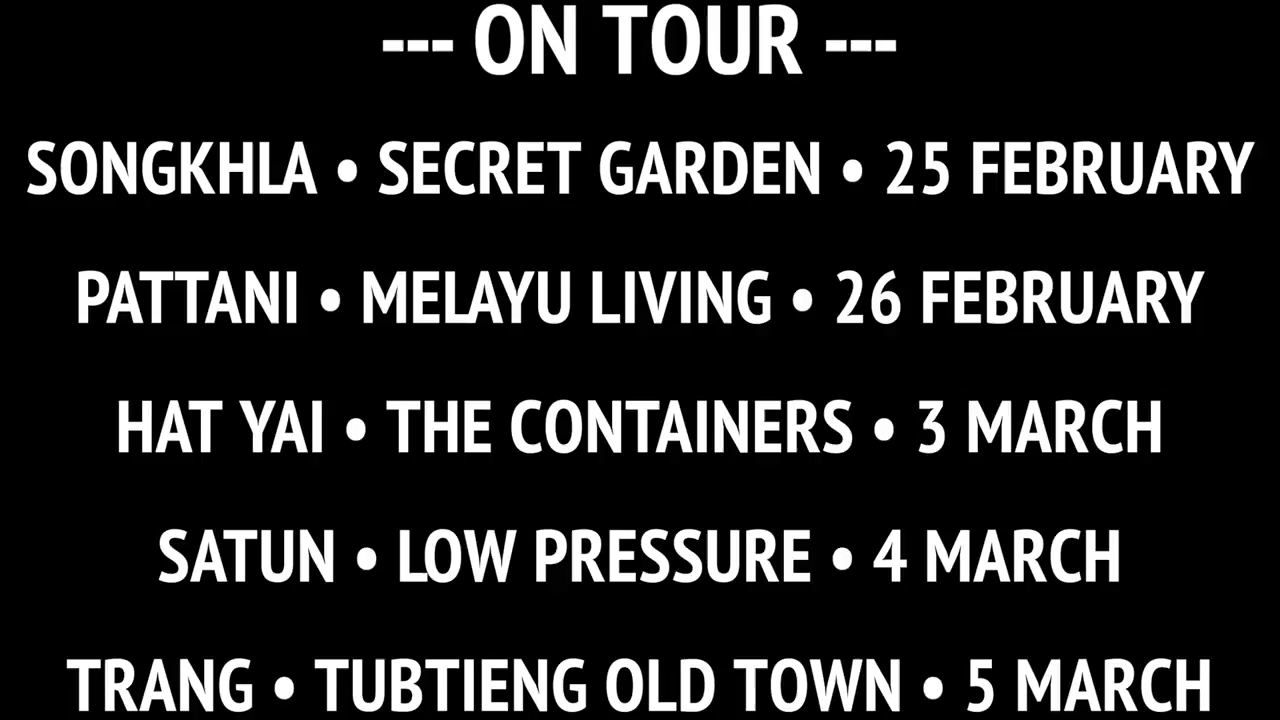 --- ON TOUR ---
SONGKHLA • SECRET GARDEN • 25 FEBRUARY
PATTANI • MELAYU LIVING • 26 FEBRUARY
HAT YAI • THE CONTAINERS • 3 MARCH
SATUN • LOW PRESSURE • 4 MARCH
TRANG • TUBTIENG OLD TOWN • 5 MARCH